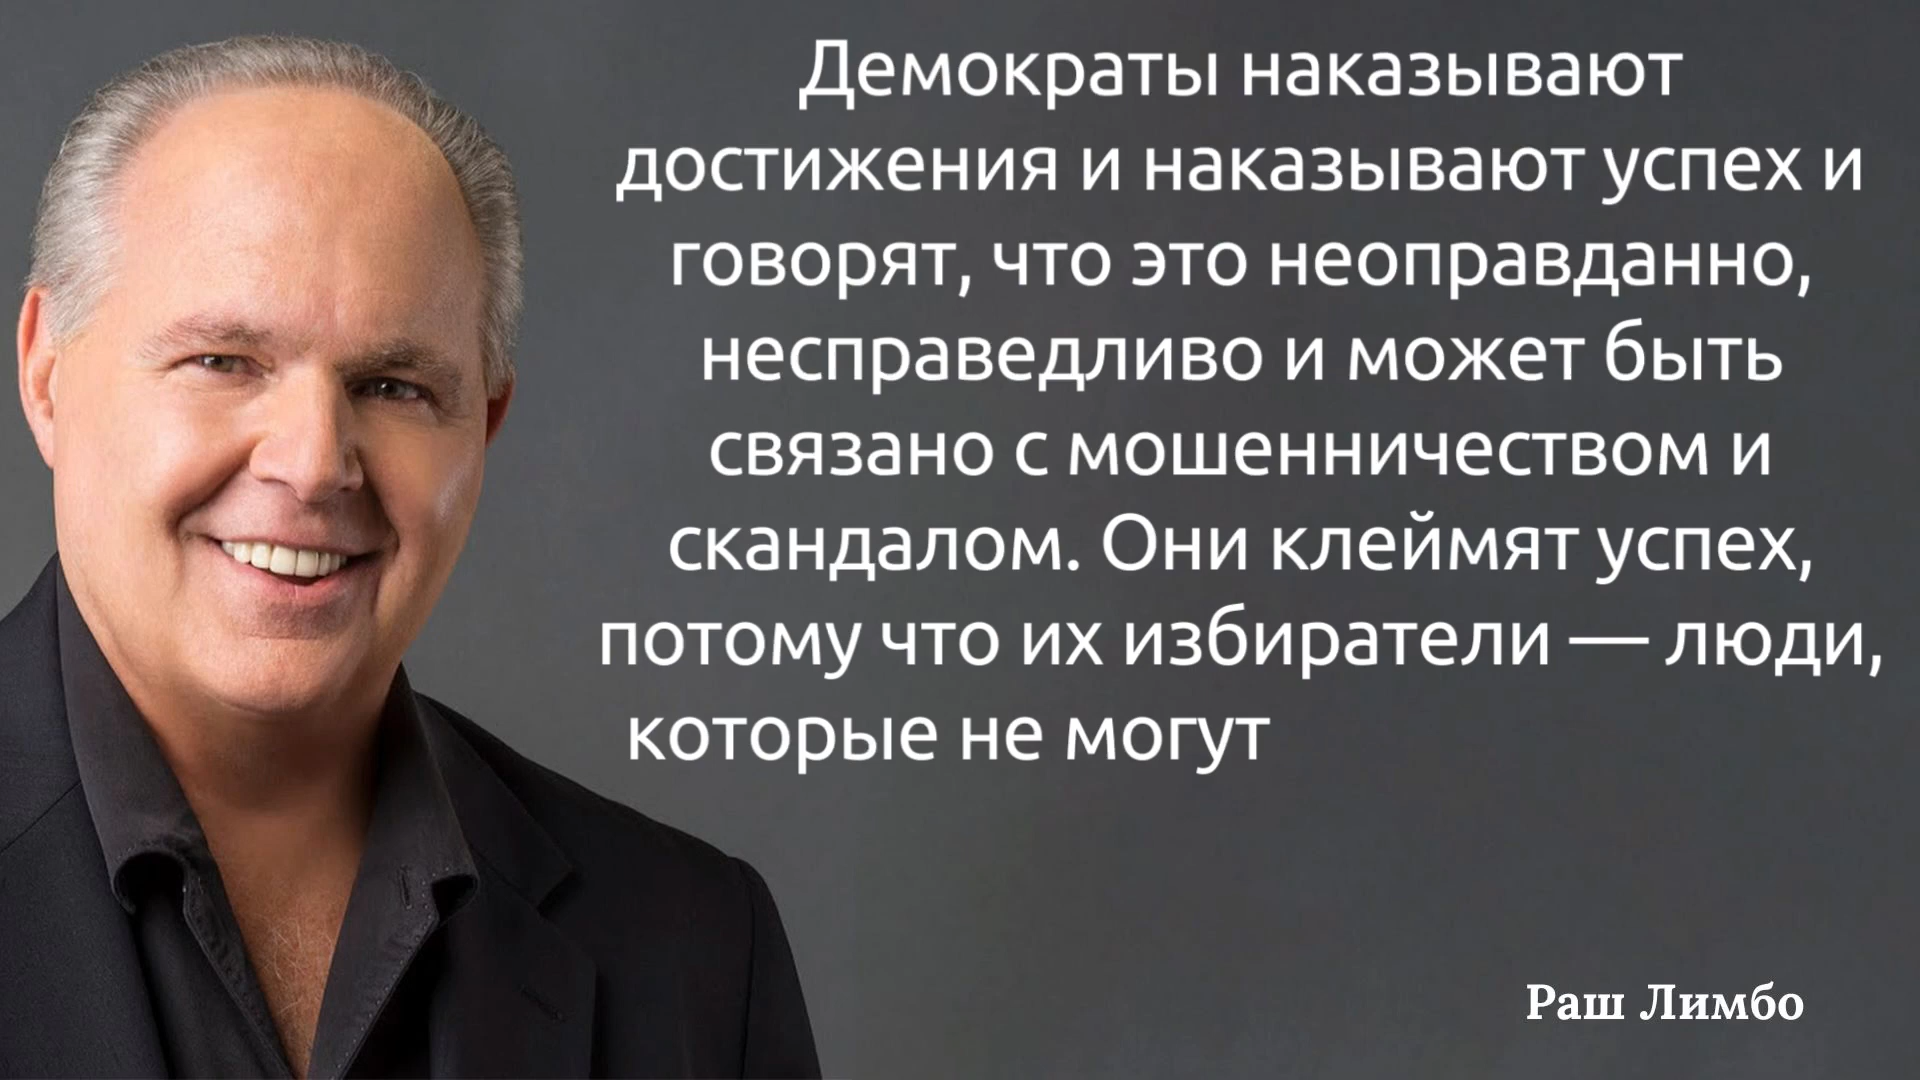 Демократы наказывают
достижения и наказывают успех и
говорят, что это неоправданно,
несправедливо и может быть
связано с мошенничеством и
скандалом. Они клеймят успех,
потому что их избиратели — люди,
которые не могут
Раш Лимбо